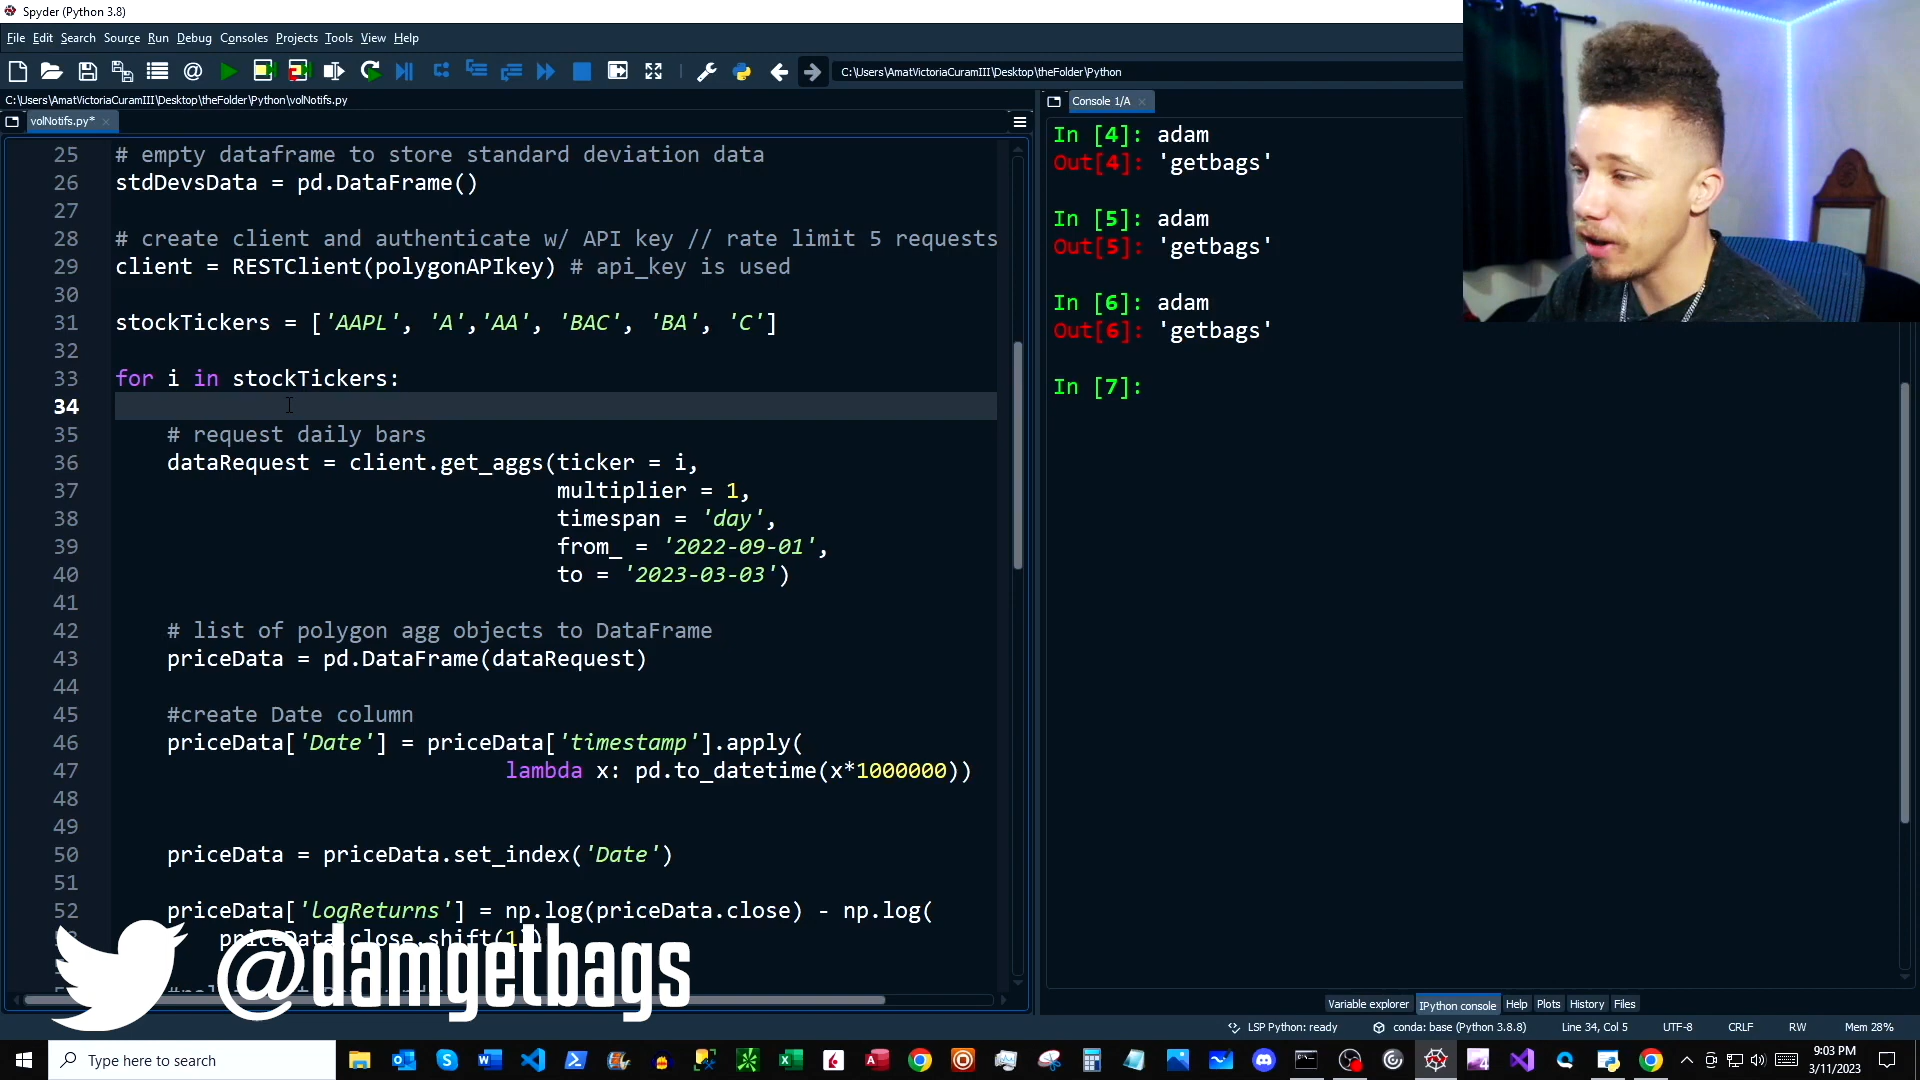 Spyder (Python 3.8)
File Edit Search Source Run Debug Consoles Projects Tools View Help
C:\Users\AmatVictoriaCuramIII\Desktop\theFolder\Python
C:\Users\AmatVictoriaCuramIII\Desktop\theFolder\Python\volNotifs.py
volNotifs.py*
25 # empty dataframe to store standard deviation data
26 stdDevsData = pd.DataFrame()
27
28 # create client and authenticate w/ API key // rate limit 5 requests
29 client = RESTClient(polygonAPIkey) # api_key is used
30
31 stockTickers = ['AAPL', 'A','AA', 'BAC', 'BA', 'C']
32
33 for i in stockTickers:
34
35 # request daily bars
36 dataRequest = client.get_aggs(ticker = i,
37 multiplier = 1,
38 timespan = 'day',
39 from_ = '2022-09-01',
40 to = '2023-03-03')
41
42 # list of polygon agg objects to DataFrame
43 priceData = pd.DataFrame(dataRequest)
44
45 #create Date column
46 priceData['Date'] = priceData['timestamp'].apply(
47 lambda x: pd.to_datetime(x*1000000))
48
49
50 priceData = priceData.set_index('Date')
51
52 priceData['logReturns'] = np.log(priceData.close) - np.log(
priceData.close.shift(1))
@damgetbags
Console 1/A
In [4]: adam
Out[4]: 'getbags'
In [5]: adam
Out[5]: 'getbags'
In [6]: adam
Out[6]: 'getbags'
In [7]:
Variable explorer IPython console Help Plots History Files
LSP Python: ready conda: base (Python 3.8.8) Line 34, Col 5 UTF-8 CRLF RW Mem 28%
Type here to search
9:03 PM
3/11/2023